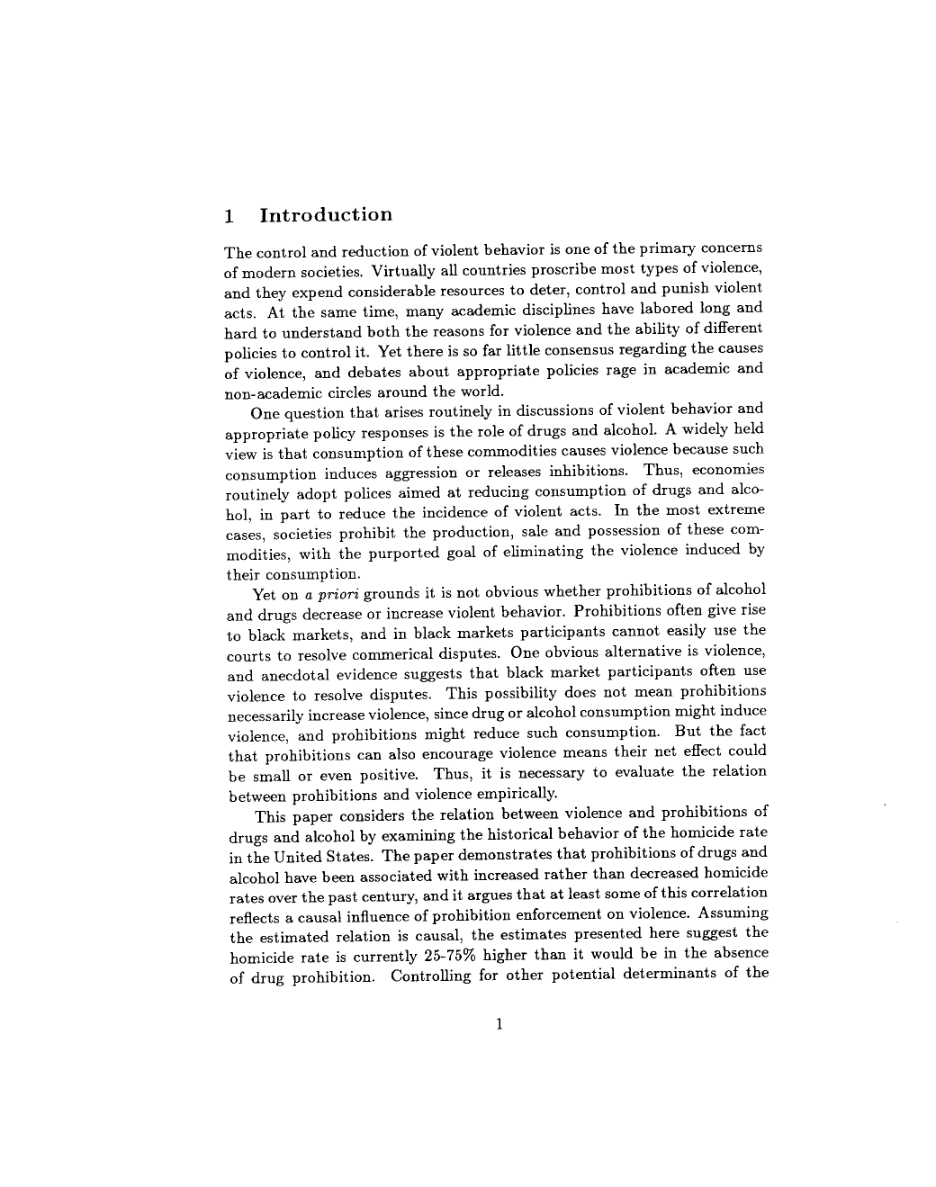 1 Introduction
The control and reduction of violent behavior is one of the primary concerns
of modern societies. Virtually all countries proscribe most types of violence,
and they expend considerable resources to deter, control and punish violent
acts. At the same time, many academic disciplines have labored long and
hard to understand both the reasons for violence and the ability of different
policies to control it. Yet there is so far little consensus regarding the causes
of violence, and debates about appropriate policies rage in academic and
non-academic circles around the world.
One question that arises routinely in discussions of violent behavior and
appropriate policy responses is the role of drugs and alcohol. A widely held
view is that consumption of these commodities causes violence because such
consumption induces aggression or releases inhibitions. Thus, economies
routinely adopt polices aimed at reducing consumption of drugs and alco-
hol, in part to reduce the incidence of violent acts. In the most extreme
cases, societies prohibit the production, sale and possession of these com-
modities, with the purported goal of eliminating the violence induced by
their consumption.
Yet on a priori grounds it is not obvious whether prohibitions of alcohol
and drugs decrease or increase violent behavior. Prohibitions often give rise
to black markets, and in black markets participants cannot easily use the
courts to resolve commerical disputes. One obvious alternative is violence,
and anecdotal evidence suggests that black market participants often use
violence to resolve disputes. This possibility does not mean prohibitions
necessarily increase violence, since drug or alcohol consumption might induce
violence, and prohibitions might reduce such consumption. But the fact
that prohibitions can also encourage violence means their net effect could
be small or even positive. Thus, it is necessary to evaluate the relation
between prohibitions and violence empirically.
This paper considers the relation between violence and prohibitions of
drugs and alcohol by examining the historical behavior of the homicide rate
in the United States. The paper demonstrates that prohibitions of drugs and
alcohol have been associated with increased rather than decreased homicide
rates over the past century, and it argues that at least some of this correlation
reflects a causal influence of prohibition enforcement on violence. Assuming
the estimated relation is causal, the estimates presented here suggest the
homicide rate is currently 25-75% higher than it would be in the absence
of drug prohibition. Controlling for other potential determinants of the
1